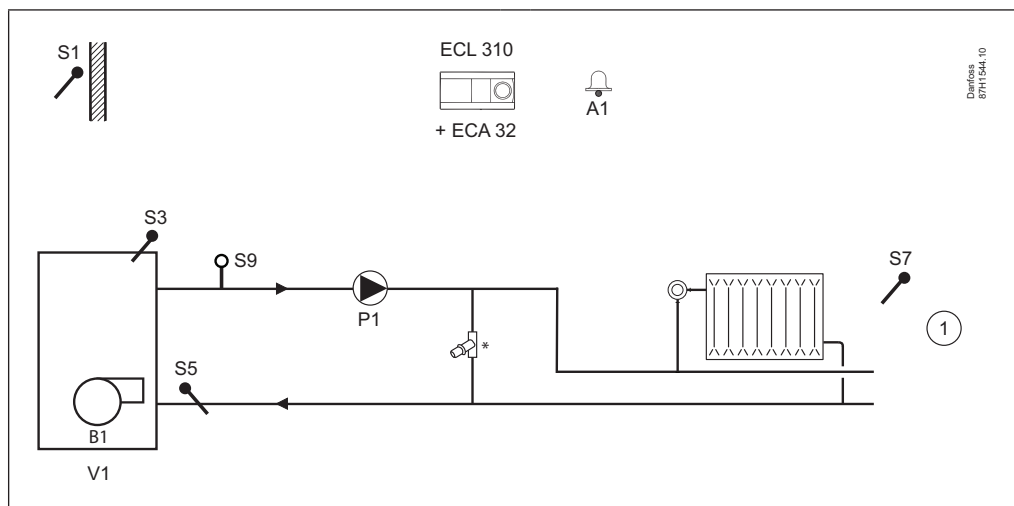 S1
ECL 310
+ ECA 32
A1
Danfoss
87H1544.10
S3
S9
P1
S7
1
*
S5
B1
V1